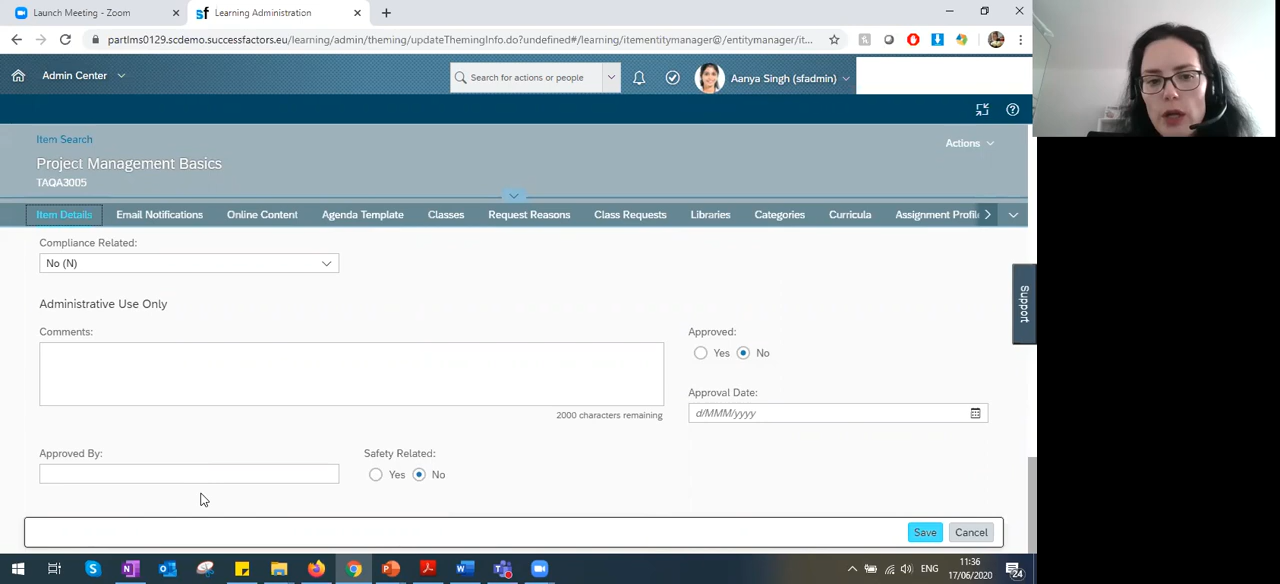 Launch Meeting - Zoom
sf Learning Administration
partlms0129.scdemo.successfactors.eu/learning/admin/theming/updateThemingInfo.do?undefined#/learning/itementitymanager@/entitymanager/it...
Admin Center
Search for actions or people
Aanya Singh (sfadmin)
Item Search
Actions
Project Management Basics
TAQA3005
Item Details Email Notifications Online Content Agenda Template Classes Request Reasons Class Requests Libraries Categories Curricula Assignment Profil
Compliance Related:
No (N)
Administrative Use Only
Comments:
Approved:
Yes No
Approval Date:
d/MMM/yyyy
2000 characters remaining
Approved By:
Safety Related:
Yes No
Support
Save Cancel
ENG
11:36
17/06/2020
24